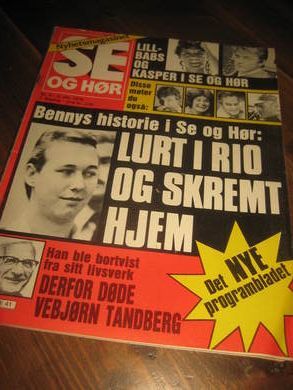 Nyhetsmagasinet
SE
OG HØR
LILL-
BABS
OG
KASPER I SE OG HØR
Disse
møter
du
også:
Bennys historie i Se og Hør:
LURT I RIO
OG SKREMT
HJEM
Han ble bortvist
fra sitt livsverk
DERFOR DØDE
VEBJØRN TANDBERG
Det NYE
programbladet